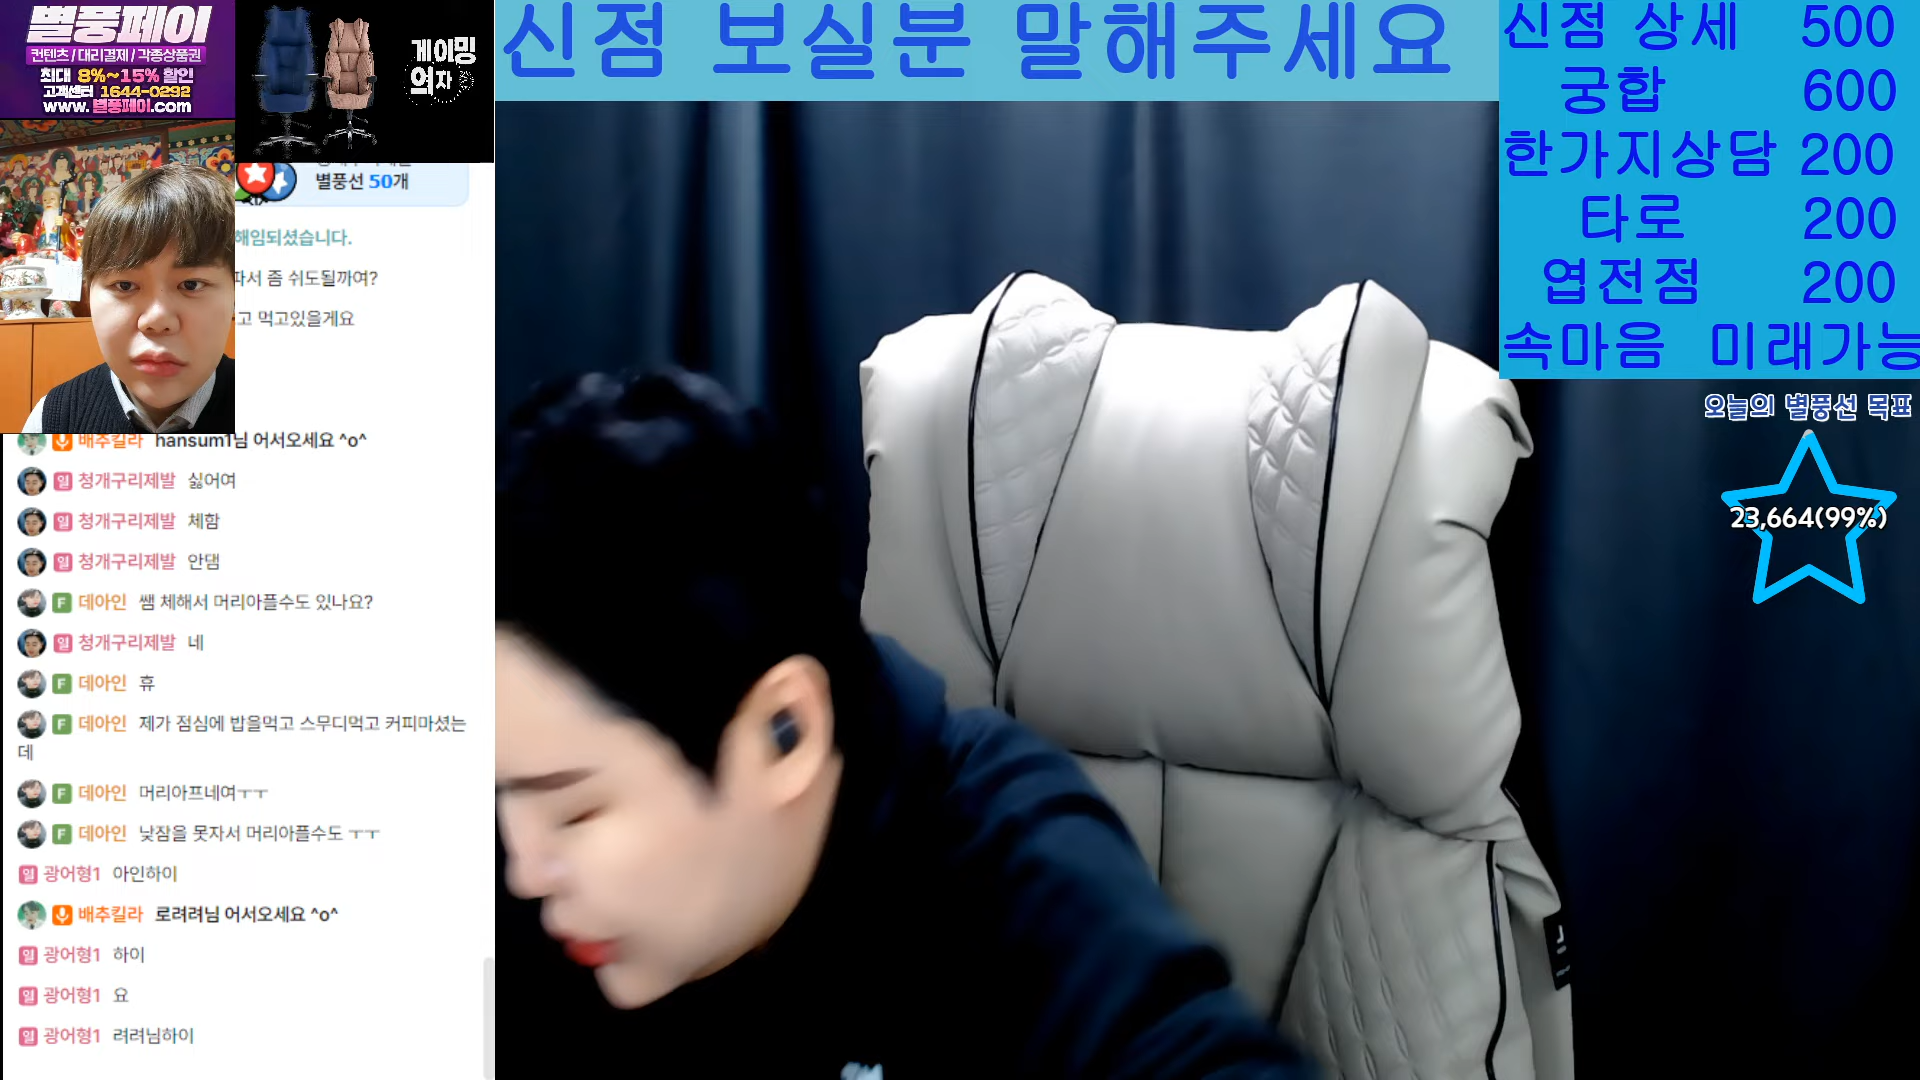 별풍페이
컨텐츠 / 대리결제 / 각종상품권
최대 8%~15% 할인
고객센터 1644-0292
www.별풍페이.com
게이밍
의자
신점 보실분 말해주세요
신점 상세 500
궁합 600
한가지상담 200
타로 200
엽전점 200
속마음 미래가능
오늘의 별풍선 목표
23,664(99%)
별풍선 50개
해임되셨습니다.
좀 쉬도될까여?
고 먹고있을게요
배추킬라 hansum1님 어서오세요 ^o^
일 청개구리제발 싫어여
일 청개구리제발 체함
일 청개구리제발 안댐
F 데아인 쌤 체해서 머리아플수도 있나요?
일 청개구리제발 네
F 데아인 휴
F 데아인 제가 점심에 밥을먹고 스무디먹고 커피마셨는
데
F 데아인 머리아프네여ㅜㅜ
F 데아인 낮잠을 못자서 머리아플수도 ㅜㅜ
일 광어형1 아인하이
배추킬라 로려려님 어서오세요 ^o^
일 광어형1 하이
일 광어형1 요
일 광어형1 려려님하이